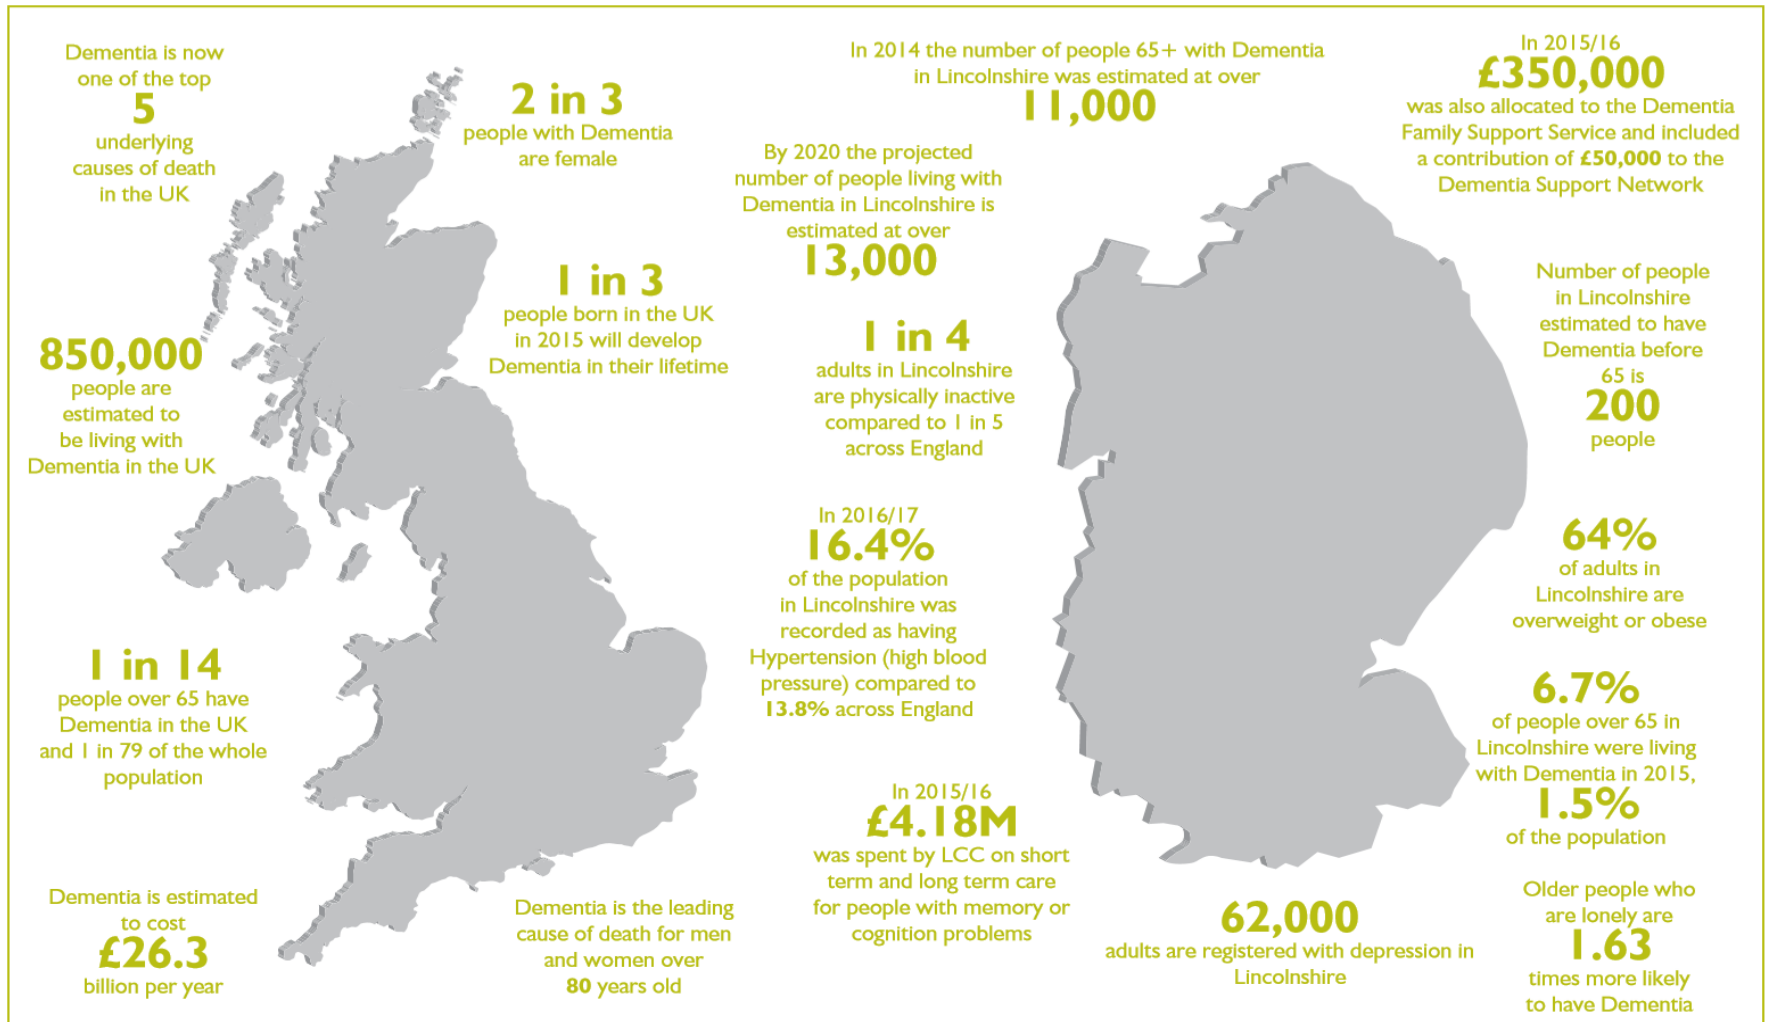 Dementia is now
one of the top
5
underlying
causes of death
in the UK
2 in 3
people with Dementia
are female
850,000
people are
estimated to
be living with
Dementia in the UK
1 in 3
people born in the UK
in 2015 will develop
Dementia in their lifetime
1 in 14
people over 65 have
Dementia in the UK
and 1 in 79 of the whole
population
Dementia is estimated
to cost
£26.3
billion per year
Dementia is the leading
cause of death for men
and women over
80 years old
In 2014 the number of people 65+ with Dementia
in Lincolnshire was estimated at over
11,000
By 2020 the projected
number of people living with
Dementia in Lincolnshire is
estimated at over
13,000
1 in 4
adults in Lincolnshire
are physically inactive
compared to 1 in 5
across England
In 2016/17
16.4%
of the population
in Lincolnshire was
recorded as having
Hypertension (high blood
pressure) compared to
13.8% across England
In 2015/16
£4.18M
was spent by LCC on short
term and long term care
for people with memory or
cognition problems
In 2015/16
£350,000
was also allocated to the Dementia
Family Support Service and included
a contribution of £50,000 to the
Dementia Support Network
Number of people
in Lincolnshire
estimated to have
Dementia before
65 is
200
people
64%
of adults in
Lincolnshire are
overweight or obese
6.7%
of people over 65 in
Lincolnshire were living
with Dementia in 2015,
1.5%
of the population
62,000
adults are registered with depression in
Lincolnshire
Older people who
are lonely are
1.63
times more likely
to have Dementia